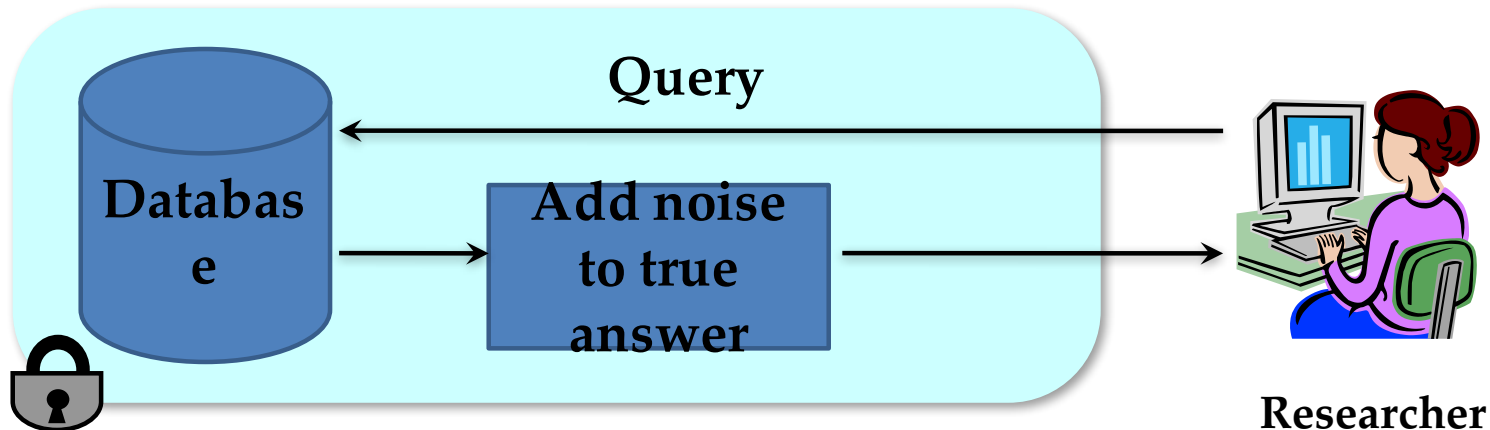 Query
Databas
e
Add noise
to true
answer
Researcher